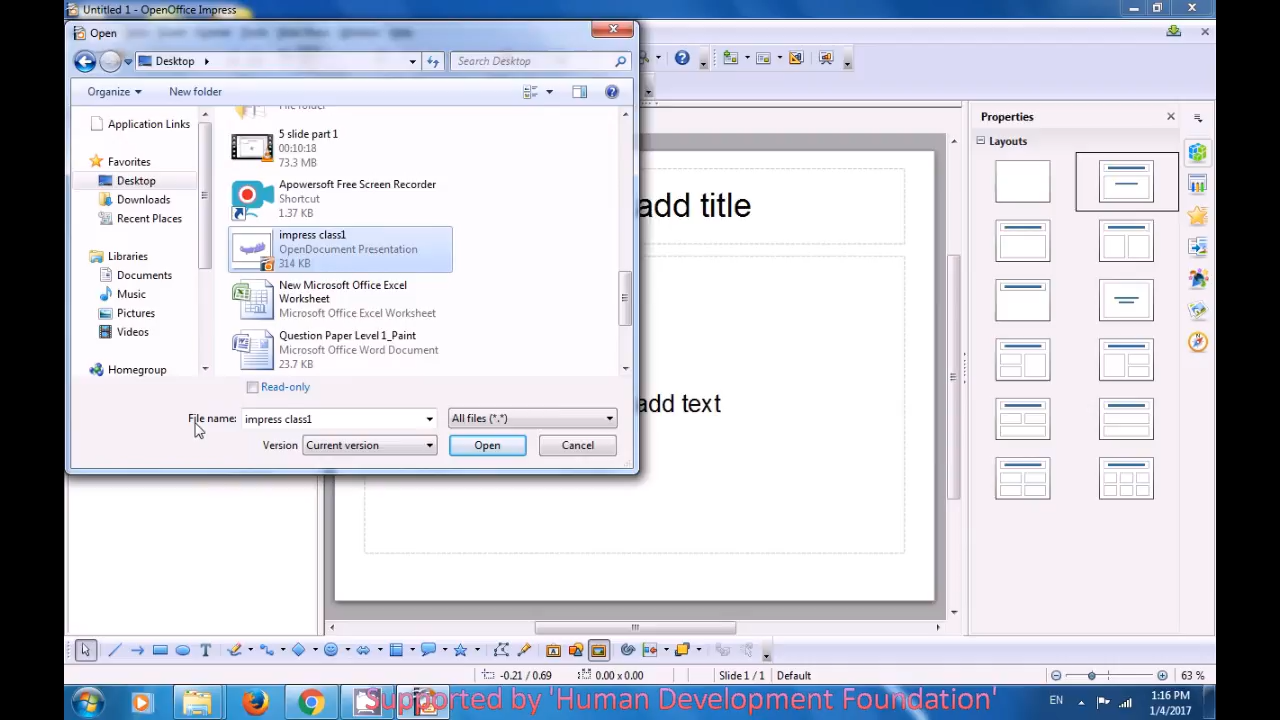 Untitled 1 - OpenOffice Impress
Open
Desktop
Search Desktop
Organize
New folder
Application Links
Favorites
Desktop
Downloads
Recent Places
Libraries
Documents
Music
Pictures
Videos
Homegroup
File folder
5 slide part 1
00:10:18
73.3 MB
Apowersoft Free Screen Recorder
Shortcut
1.37 KB
impress class1
OpenDocument Presentation
314 KB
New Microsoft Office Excel
Worksheet
Microsoft Office Excel Worksheet
Question Paper Level 1_Paint
Microsoft Office Word Document
23.7 KB
Read-only
File name: impress class1
All files (*.*)
Version Current version
Open
Cancel
add title
add text
Properties
Layouts
-0.21 / 0.69
0.00 x 0.00
Slide 1 / 1
Default
63 %
Supported by 'Human Development Foundation'
EN
1:16 PM
1/4/2017